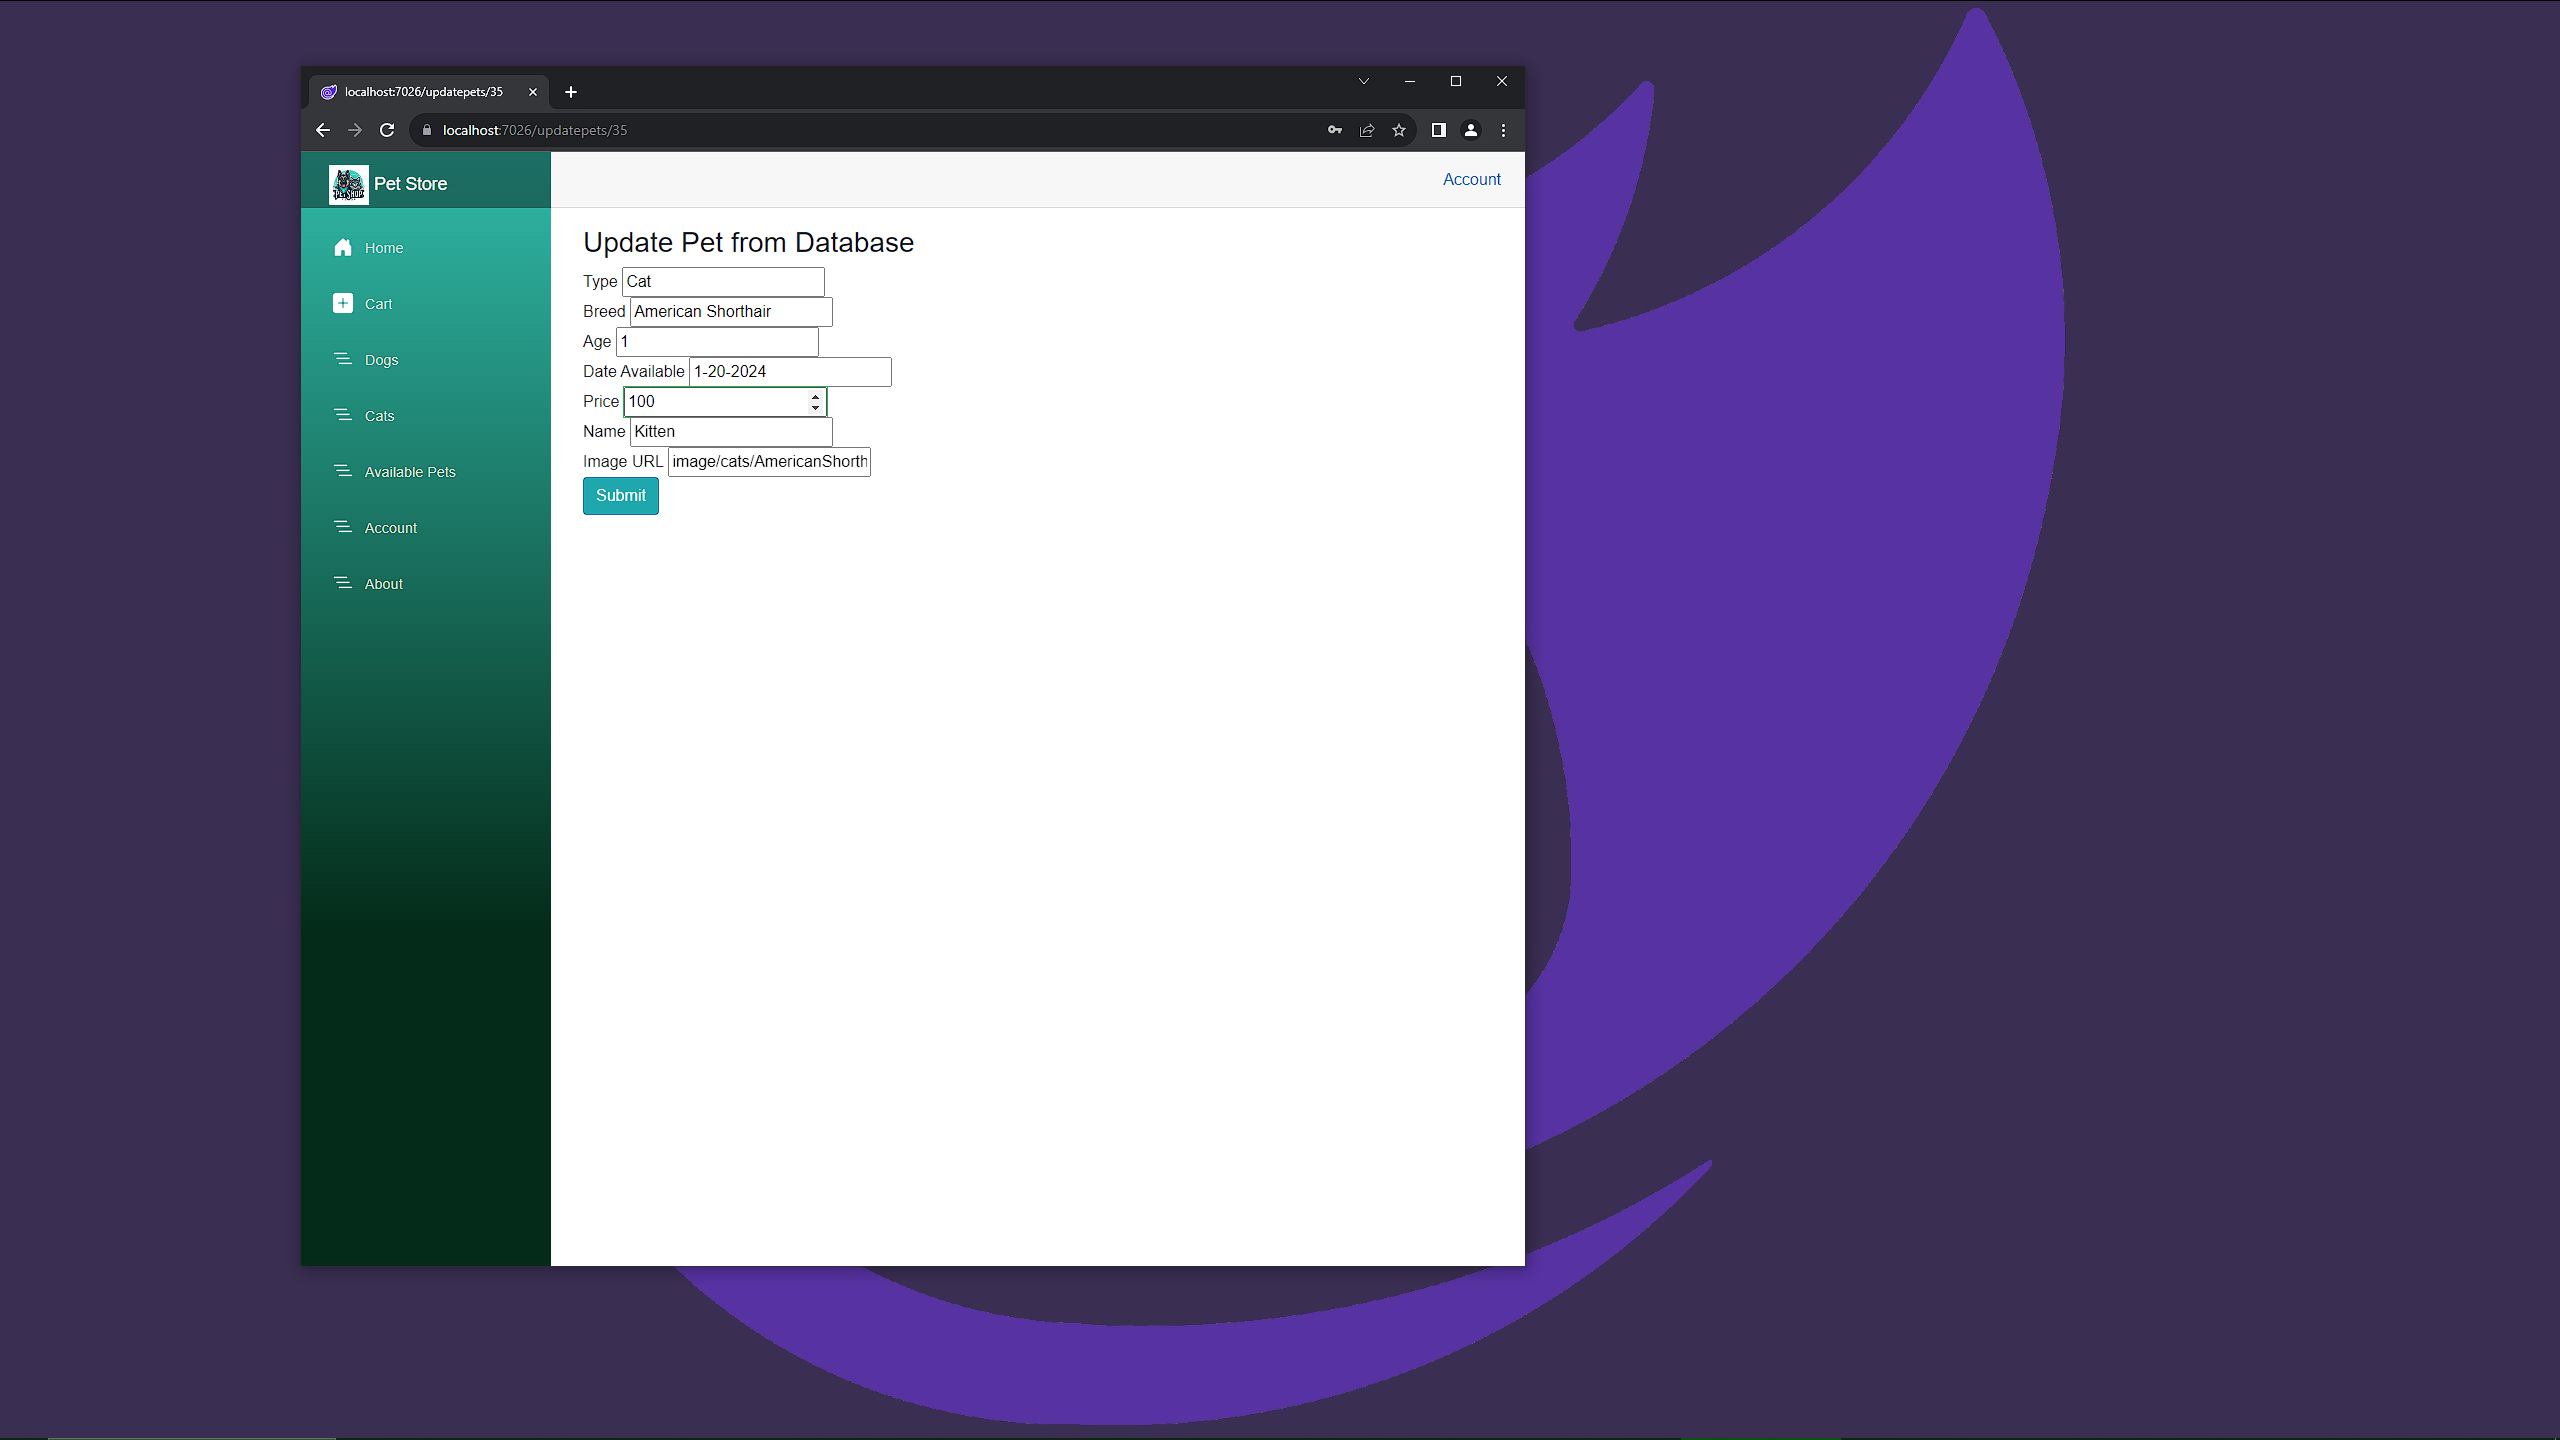 localhost:7026/updatepets/35
localhost:7026/updatepets/35
PETSHOP
Pet Store
Account
Home
Cart
Dogs
Cats
Available Pets
Account
About
Update Pet from Database
Type Cat
Breed American Shorthair
Age 1
Date Available 1-20-2024
Price 100
Name Kitten
Image URL image/cats/AmericanShorth
Submit